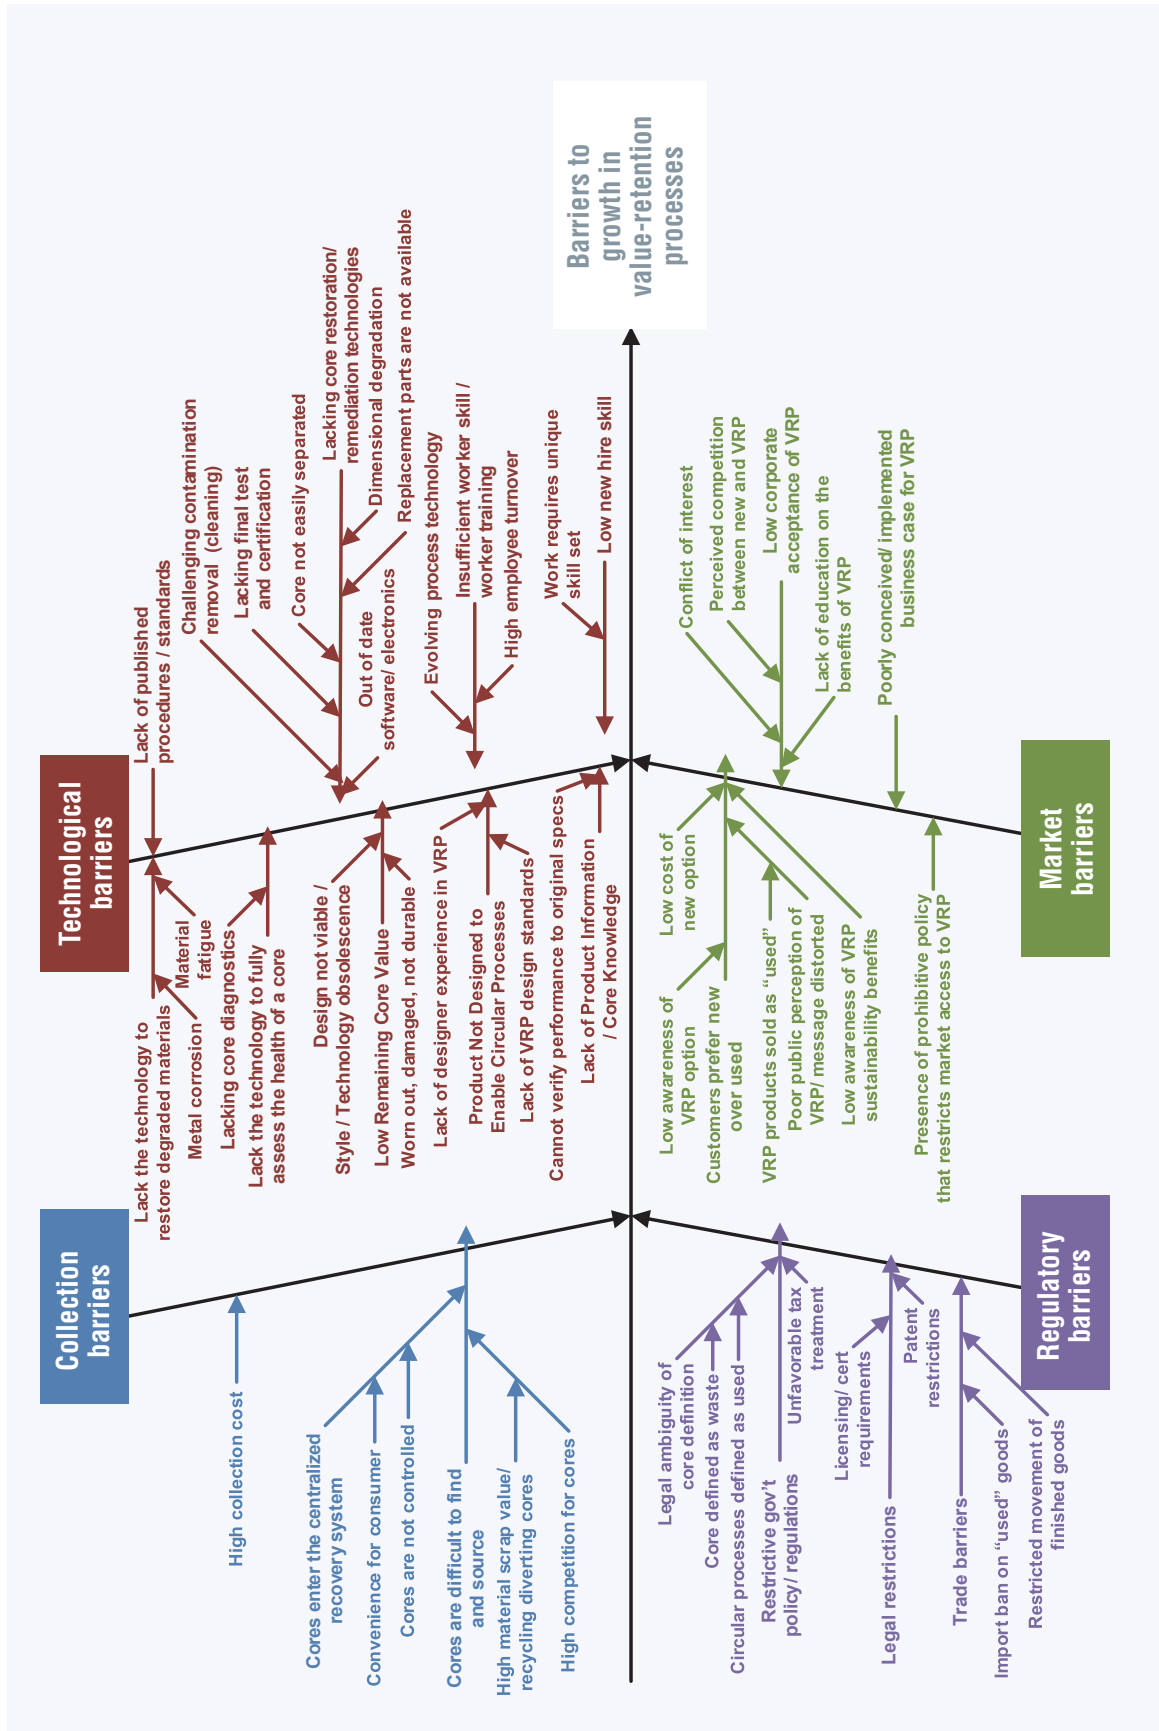 Collection
barriers
High collection cost
Cores enter the centralized
recovery system
Convenience for consumer
Cores are not controlled
Cores are difficult to find
and source
High material scrap value/
recycling diverting cores
High competition for cores
Technological
barriers
Lack the technology to
restore degraded materials
Metal corrosion
Material
fatigue
Lacking core diagnostics
Lack the technology to fully
assess the health of a core
Design not viable /
Style / Technology obsolescence
Low Remaining Core Value
Worn out, damaged, not durable
Lack of designer experience in VRP
Product Not Designed to
Enable Circular Processes
Lack of VRP design standards
Cannot verify performance to original specs
Lack of Product Information
/ Core Knowledge
Lack of published
procedures / standards
Challenging contamination
removal (cleaning)
Lacking final test
and certification
Core not easily separated
Lacking core restoration/
remediation technologies
Dimensional degradation
Replacement parts are not available
Out of date
software/ electronics
Evolving process technology
Insufficient worker skill /
worker training
High employee turnover
Work requires unique
skill set
Low new hire skill
Barriers to
growth in
value-retention
processes
Legal ambiguity of
core definition
Core defined as waste
Circular processes defined as used
Restrictive gov’t
policy/ regulations
Unfavorable tax
treatment
Licensing/ cert
requirements
Legal restrictions
Patent
restrictions
Trade barriers
Import ban on “used” goods
Restricted movement of
finished goods
Regulatory
barriers
Low awareness of
VRP option
Low cost of
new option
Customers prefer new
over used
VRP products sold as “used”
Poor public perception of
VRP/ message distorted
Low awareness of VRP
sustainability benefits
Presence of prohibitive policy
that restricts market access to VRP
Conflict of interest
Perceived competition
between new and VRP
Low corporate
acceptance of VRP
Lack of education on the
benefits of VRP
Poorly conceived/ implemented
business case for VRP
Market
barriers